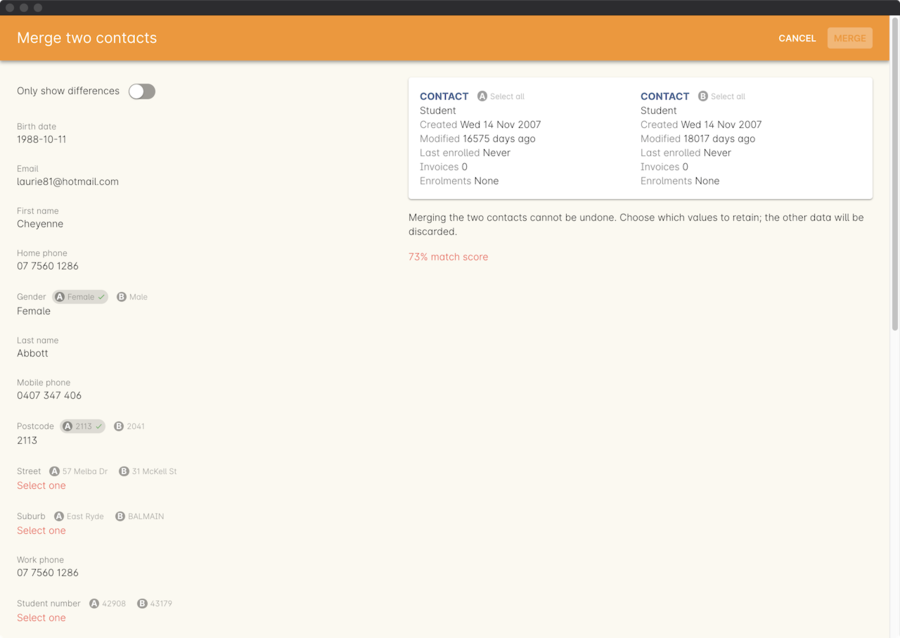 Merge two contacts
CANCEL
MERGE
Only show differences
Birth date
1988-10-11
Email
laurie81@hotmail.com
First name
Cheyenne
Home phone
07 7560 1286
Gender A Female B Male
Female
Last name
Abbott
Mobile phone
0407 347 406
Postcode A 2113 B 2041
2113
Street A 57 Melba Dr B 31 McKell St
Select one
Suburb A East Ryde B BALMAIN
Select one
Work phone
07 7560 1286
Student number A 42908 B 43179
Select one
CONTACT A Select all
Student
Created Wed 14 Nov 2007
Modified 16575 days ago
Last enrolled Never
Invoices 0
Enrolments None
CONTACT B Select all
Student
Created Wed 14 Nov 2007
Modified 18017 days ago
Last enrolled Never
Invoices 0
Enrolments None
Merging the two contacts cannot be undone. Choose which values to retain; the other data will be
discarded.
73% match score